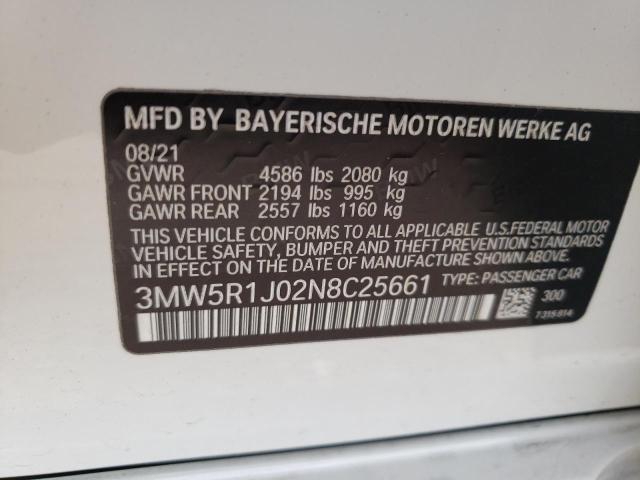 MFD BY BAYERISCHE MOTOREN WERKE AG
08/21
GVWR 4586 lbs 2080 kg
GAWR FRONT 2194 lbs 995 kg
GAWR REAR 2557 lbs 1160 kg
THIS VEHICLE CONFORMS TO ALL APPLICABLE U.S.FEDERAL MOTOR
VEHICLE SAFETY, BUMPER AND THEFT PREVENTION STANDARDS
IN EFFECT ON THE DATE OF MANUFACTURE SHOWN ABOVE.
3MW5R1J02N8C25661 TYPE: PASSENGER CAR
300
7315614